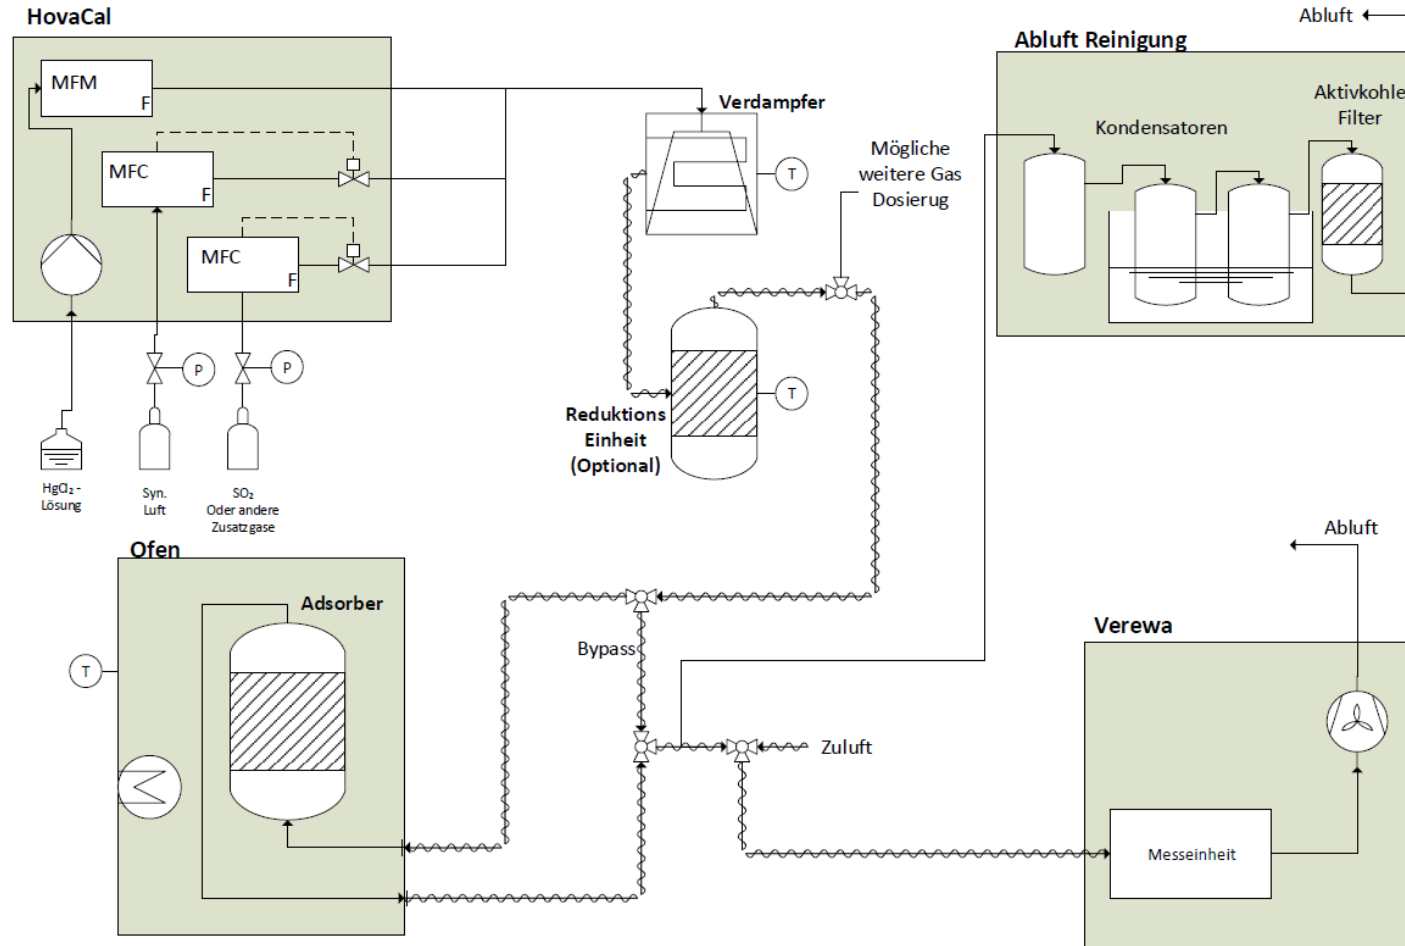 HovaCal
MFM
F
MFC
F
MFC
F
P
P
HgCl₂ -
Lösung
Syn.
Luft
SO₂
Oder andere
Zusatzgase
Verdampfer
T
Mögliche
weitere Gas
Dosierug
Reduktions
Einheit
(Optional)
T
Abluft
Abluft Reinigung
Kondensatoren
Aktivkohle
Filter
Ofen
Adsorber
T
Bypass
Zuluft
Abluft
Verewa
Messeinheit